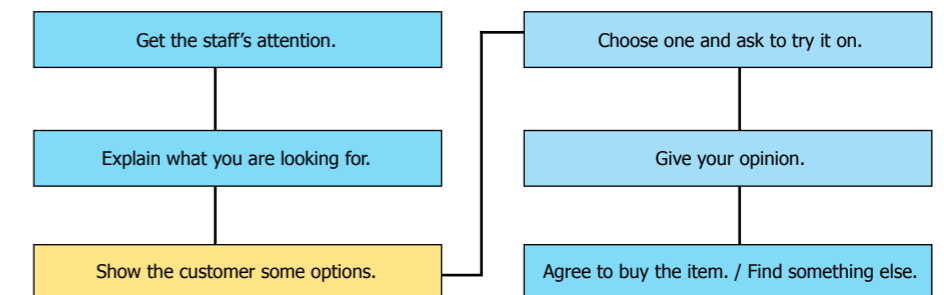 Get the staff’s attention.
Explain what you are looking for.
Show the customer some options.
Choose one and ask to try it on.
Give your opinion.
Agree to buy the item. / Find something else.